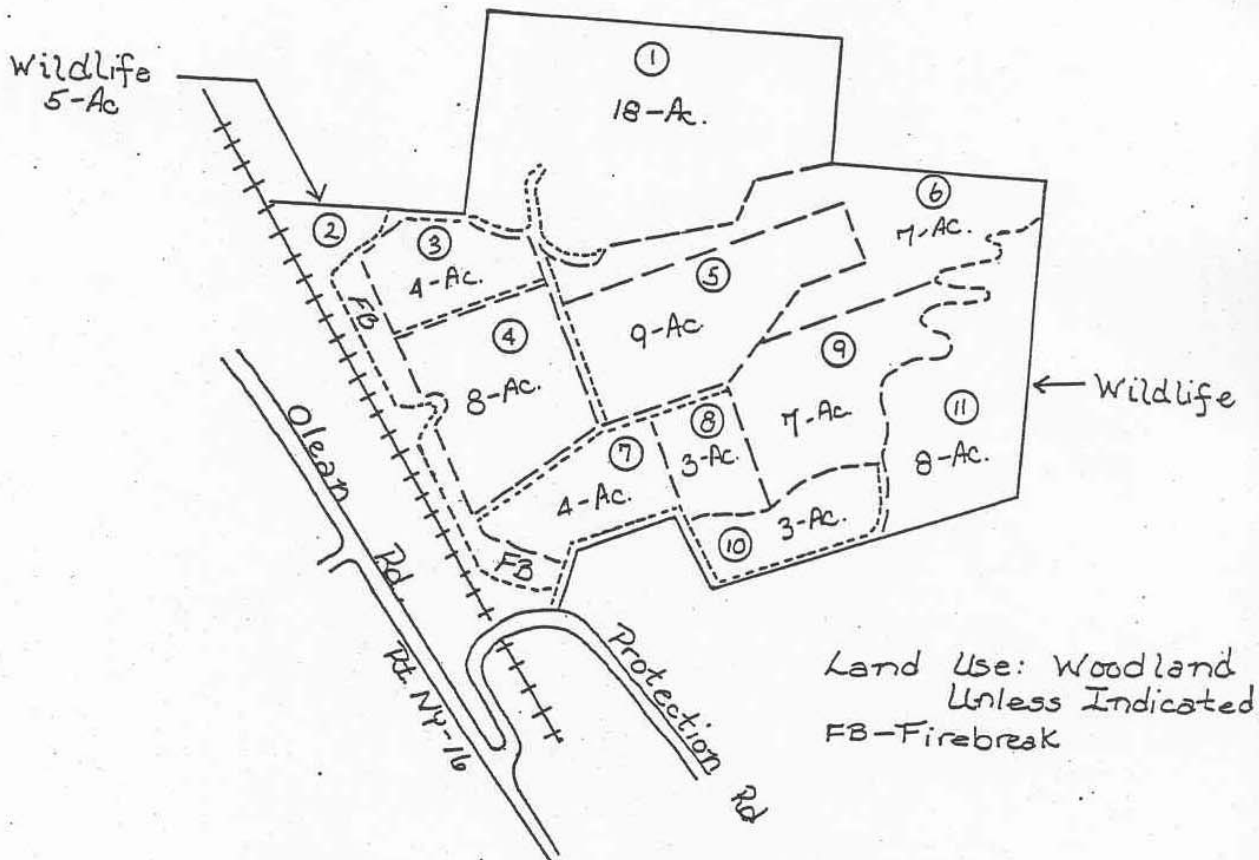 ①
18-Ac.
Wildlife
5-Ac
②
③
4-Ac.
⑥
7-Ac.
⑤
9-Ac
FB
④
8-Ac.
⑨
7-Ac
Wildlife
⑪
8-Ac.
⑧
3-Ac.
⑦
4-Ac.
⑩
3-Ac.
FB
Olean Rd.
Rt. NY-16
Protection Rd
Land Use: Woodland
Unless Indicated
FB-Firebreak